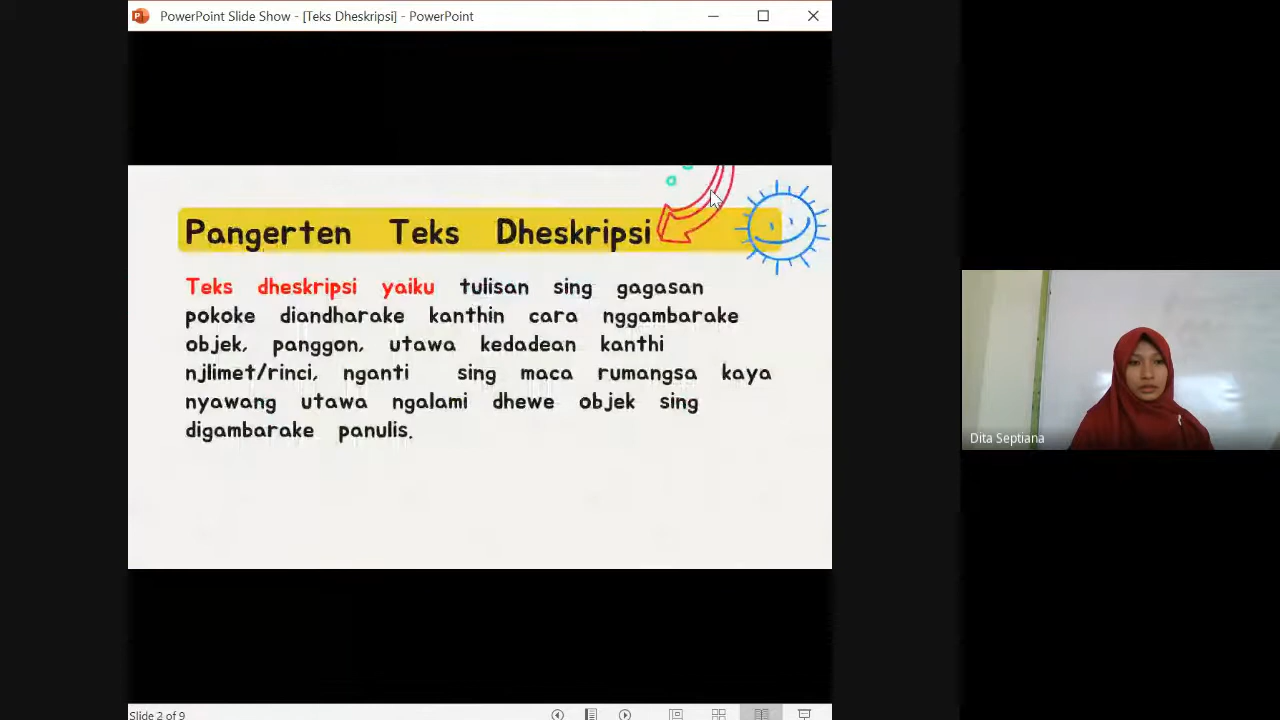 PowerPoint Slide Show - [Teks Dheskripsi] - PowerPoint
Pangerten Teks Dheskripsi
Teks dheskripsi yaiku tulisan sing gagasan
pokoke diandharake kanthin cara nggambarake
objek, panggon, utawa kedadean kanthi
njlimet/rinci, nganti sing maca rumangsa kaya
nyawang utawa ngalami dhewe objek sing
digambarake panulis.
Dita Septiana
Slide 2 of 9